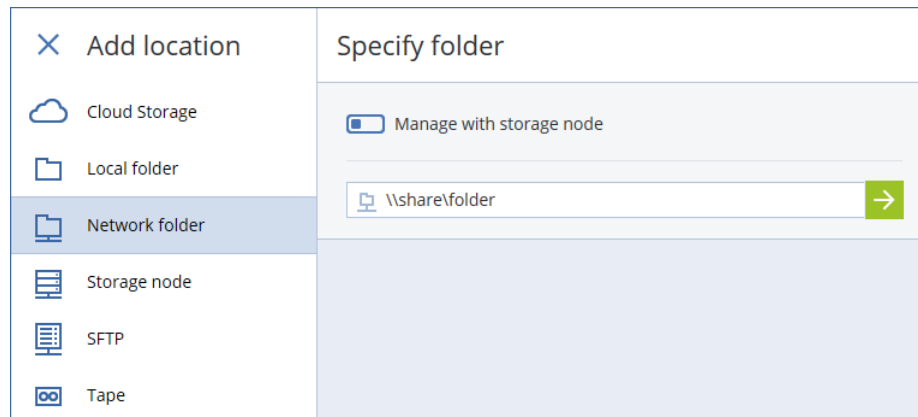 Add location
Cloud Storage
Local folder
Network folder
Storage node
SFTP
Tape
Specify folder
Manage with storage node
\\share\folder